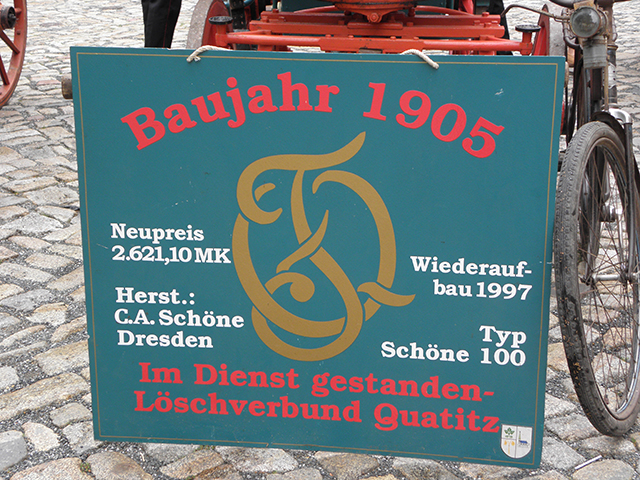 Baujahr 1905
Neupreis
2.621,10 MK
Wiederauf-
bau 1997
Herst.:
C.A. Schöne
Dresden
Typ
Schöne 100
Im Dienst gestanden-
Löschverbund Quatitz